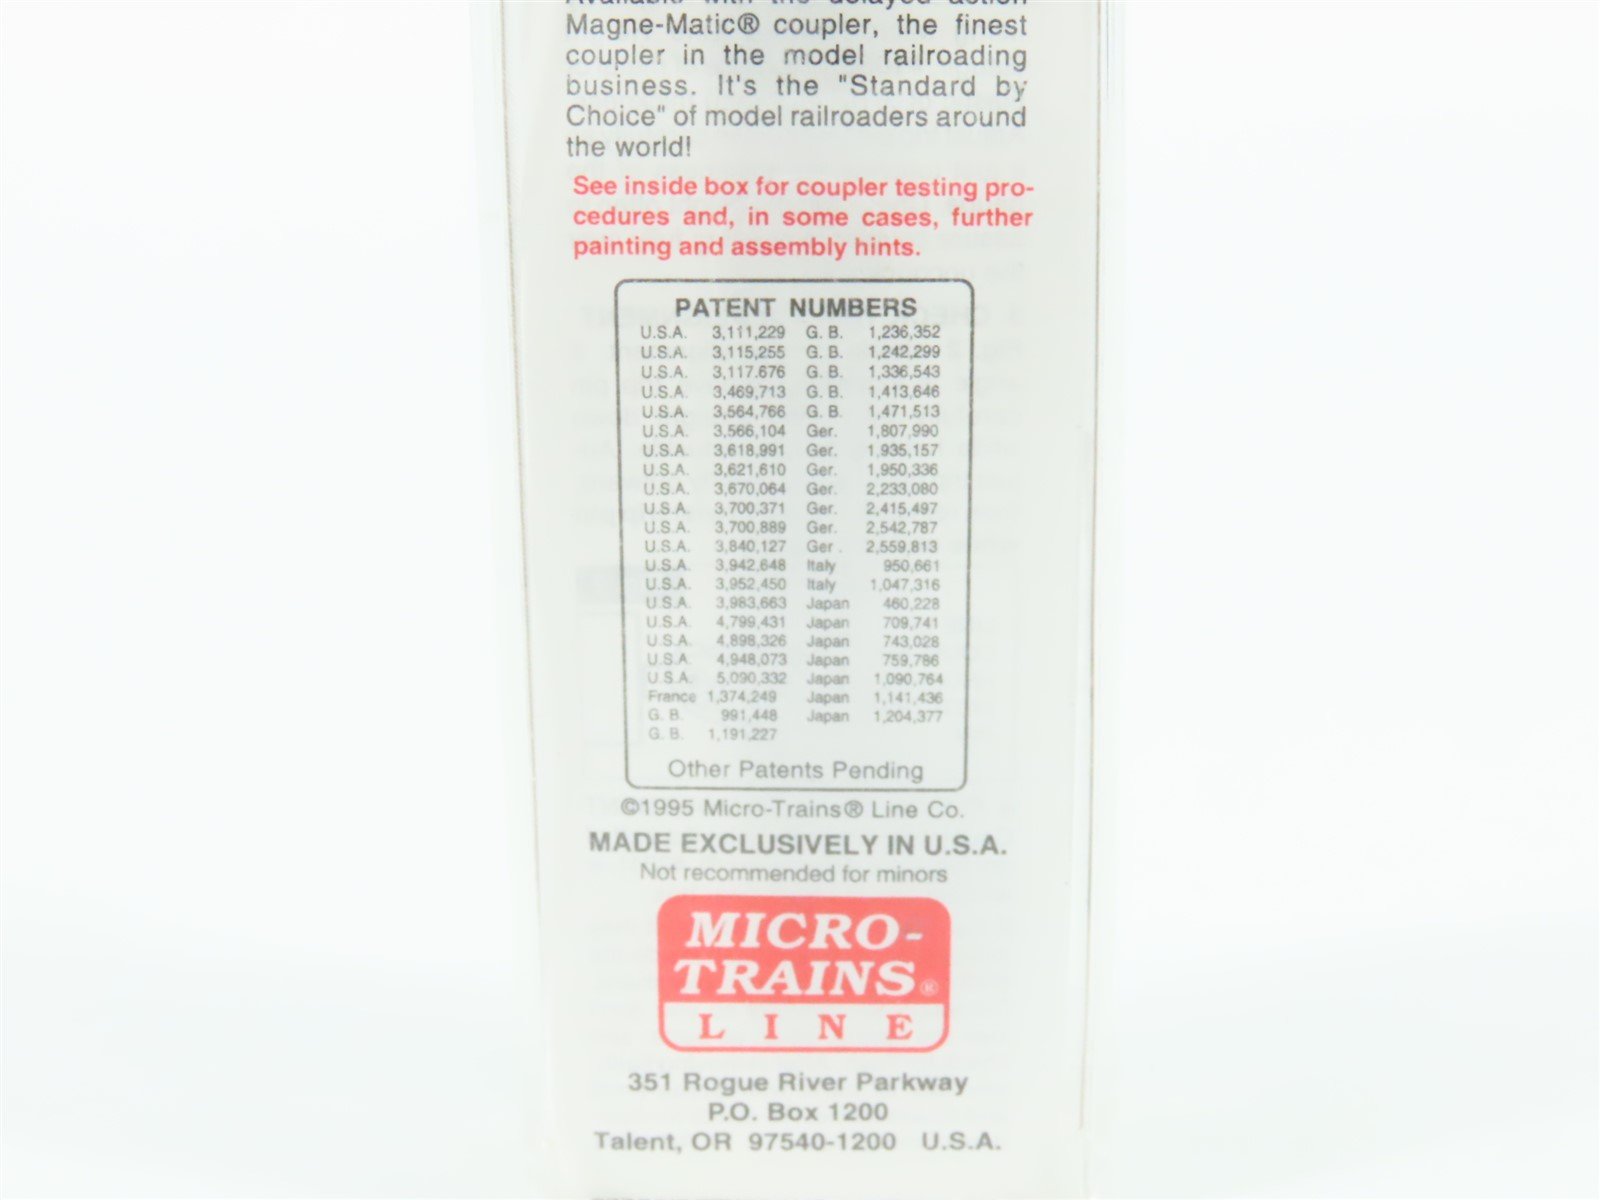 Available with the delayed action
Magne-Matic® coupler, the finest
coupler in the model railroading
business. It's the "Standard by
Choice" of model railroaders around
the world!
See inside box for coupler testing pro-
cedures and, in some cases, further
painting and assembly hints.
PATENT NUMBERS
U.S.A. 3,111,229 G. B. 1,236,352
U.S.A. 3,115,255 G. B. 1,242,299
U.S.A. 3,117.676 G. B. 1,336,543
U.S.A. 3,469,713 G. B. 1,413,646
U.S.A. 3,564,766 G. B. 1,471,513
U.S.A. 3,566,104 Ger. 1,807,990
U.S.A. 3,618,991 Ger. 1,935,157
U.S.A. 3,621,610 Ger. 1,950,336
U.S.A. 3,670,064 Ger. 2,233,080
U.S.A. 3,700,371 Ger. 2,415,497
U.S.A. 3,700,889 Ger. 2,542,787
U.S.A. 3,840,127 Ger. 2,559,813
U.S.A. 3,942,648 Italy 950,661
U.S.A. 3,952,450 Italy 1,047,316
U.S.A. 3,983,663 Japan 460,228
U.S.A. 4,799,431 Japan 709,741
U.S.A. 4,898,326 Japan 743,028
U.S.A. 4,948,073 Japan 759,786
U.S.A. 5,090,332 Japan 1,090,764
France 1,374,249 Japan 1,141,436
G. B. 991,448 Japan 1,204,377
G. B. 1,191,227
Other Patents Pending
©1995 Micro-Trains® Line Co.
MADE EXCLUSIVELY IN U.S.A.
Not recommended for minors
MICRO-
TRAINS®
LINE
351 Rogue River Parkway
P.O. Box 1200
Talent, OR 97540-1200 U.S.A.